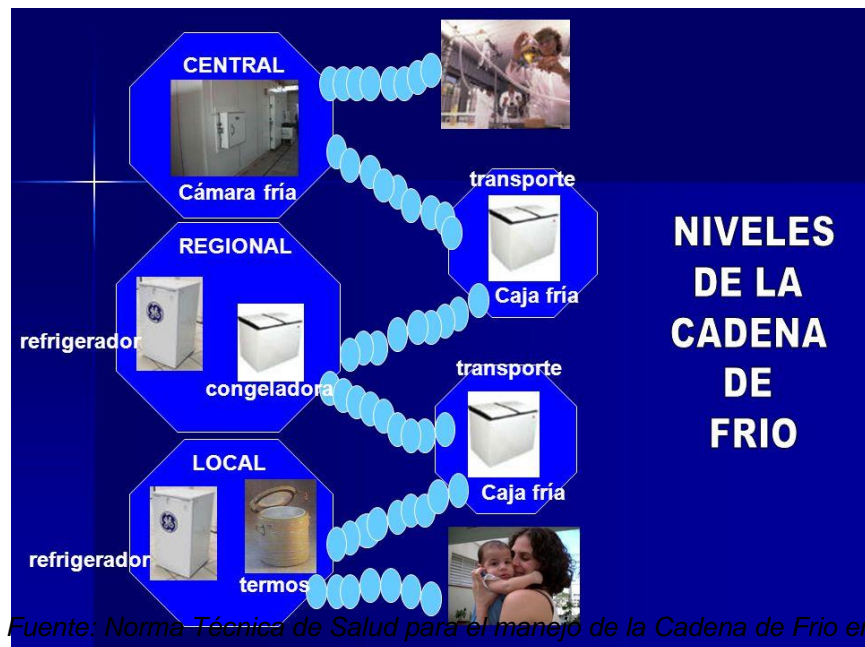 CENTRAL
Cámara fría
transporte
Caja fría
REGIONAL
refrigerador
congeladora
transporte
Caja fría
LOCAL
refrigerador
termos
NIVELES
DE LA
CADENA
DE
FRIO
Fuente: Norma Técnica de Salud para el manejo de la Cadena de Frio en